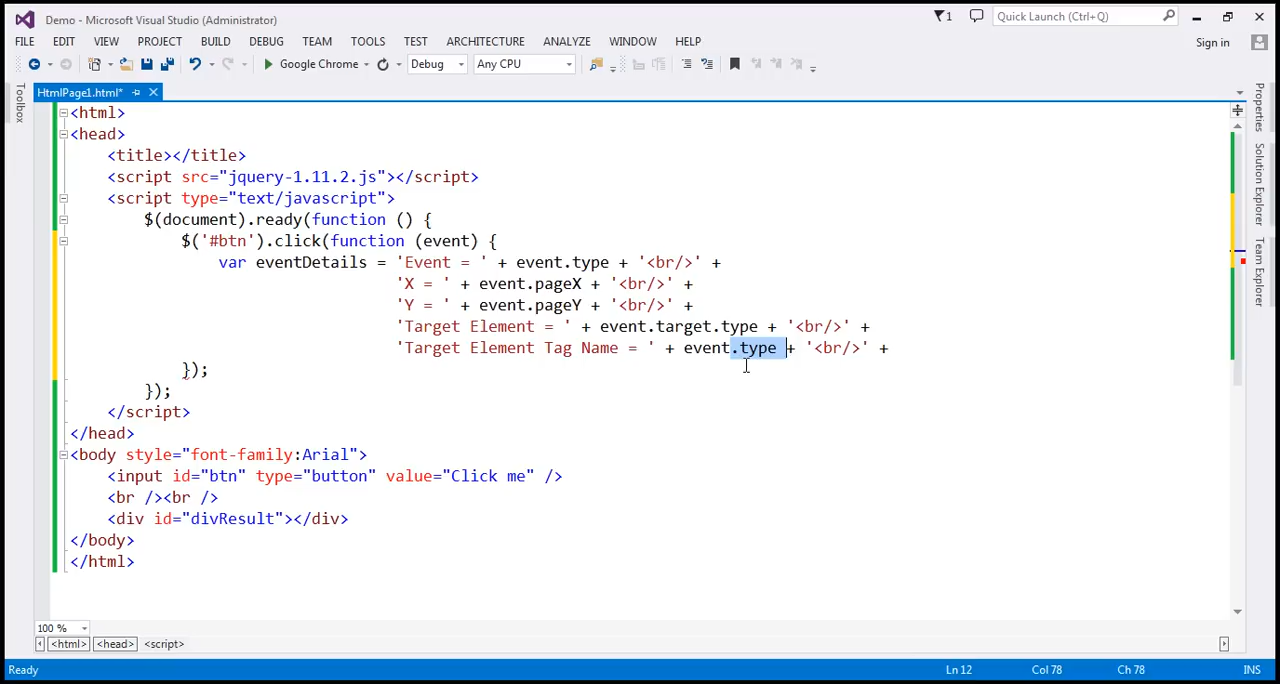 Demo - Microsoft Visual Studio (Administrator)
1
Quick Launch (Ctrl+Q)
FILE EDIT VIEW PROJECT BUILD DEBUG TEAM TOOLS TEST ARCHITECTURE ANALYZE WINDOW HELP
Sign in
Google Chrome Debug Any CPU
Toolbox
HtmlPage1.html*
Properties
Solution Explorer
Team Explorer
<html>
<head>
<title></title>
<script src="jquery-1.11.2.js"></script>
<script type="text/javascript">
$(document).ready(function () {
$('#btn').click(function (event) {
var eventDetails = 'Event = ' + event.type + '<br/>' +
'X = ' + event.pageX + '<br/>' +
'Y = ' + event.pageY + '<br/>' +
'Target Element = ' + event.target.type + '<br/>' +
'Target Element Tag Name = ' + event.type + '<br/>' +
});
});
</script>
</head>
<body style="font-family:Arial">
<input id="btn" type="button" value="Click me" />
<br /><br />
<div id="divResult"></div>
</body>
</html>
100 %
<html> <head> <script>
Ready Ln 12 Col 78 Ch 78 INS